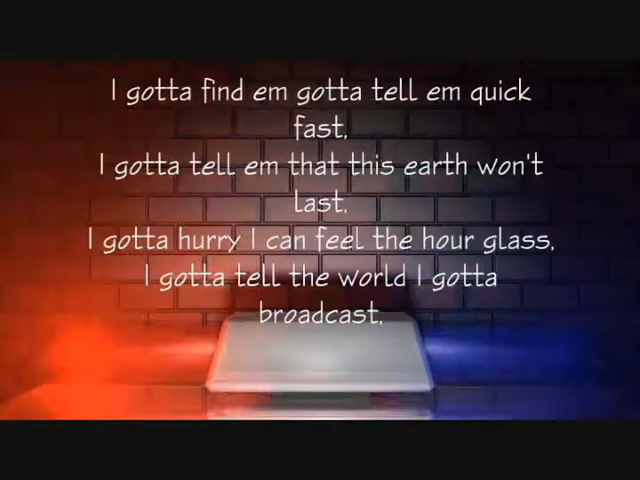 I gotta find em gotta tell em quick
fast,
I gotta tell em that this earth won't
last,
I gotta hurry I can feel the hour glass,
I gotta tell the world I gotta
broadcast,